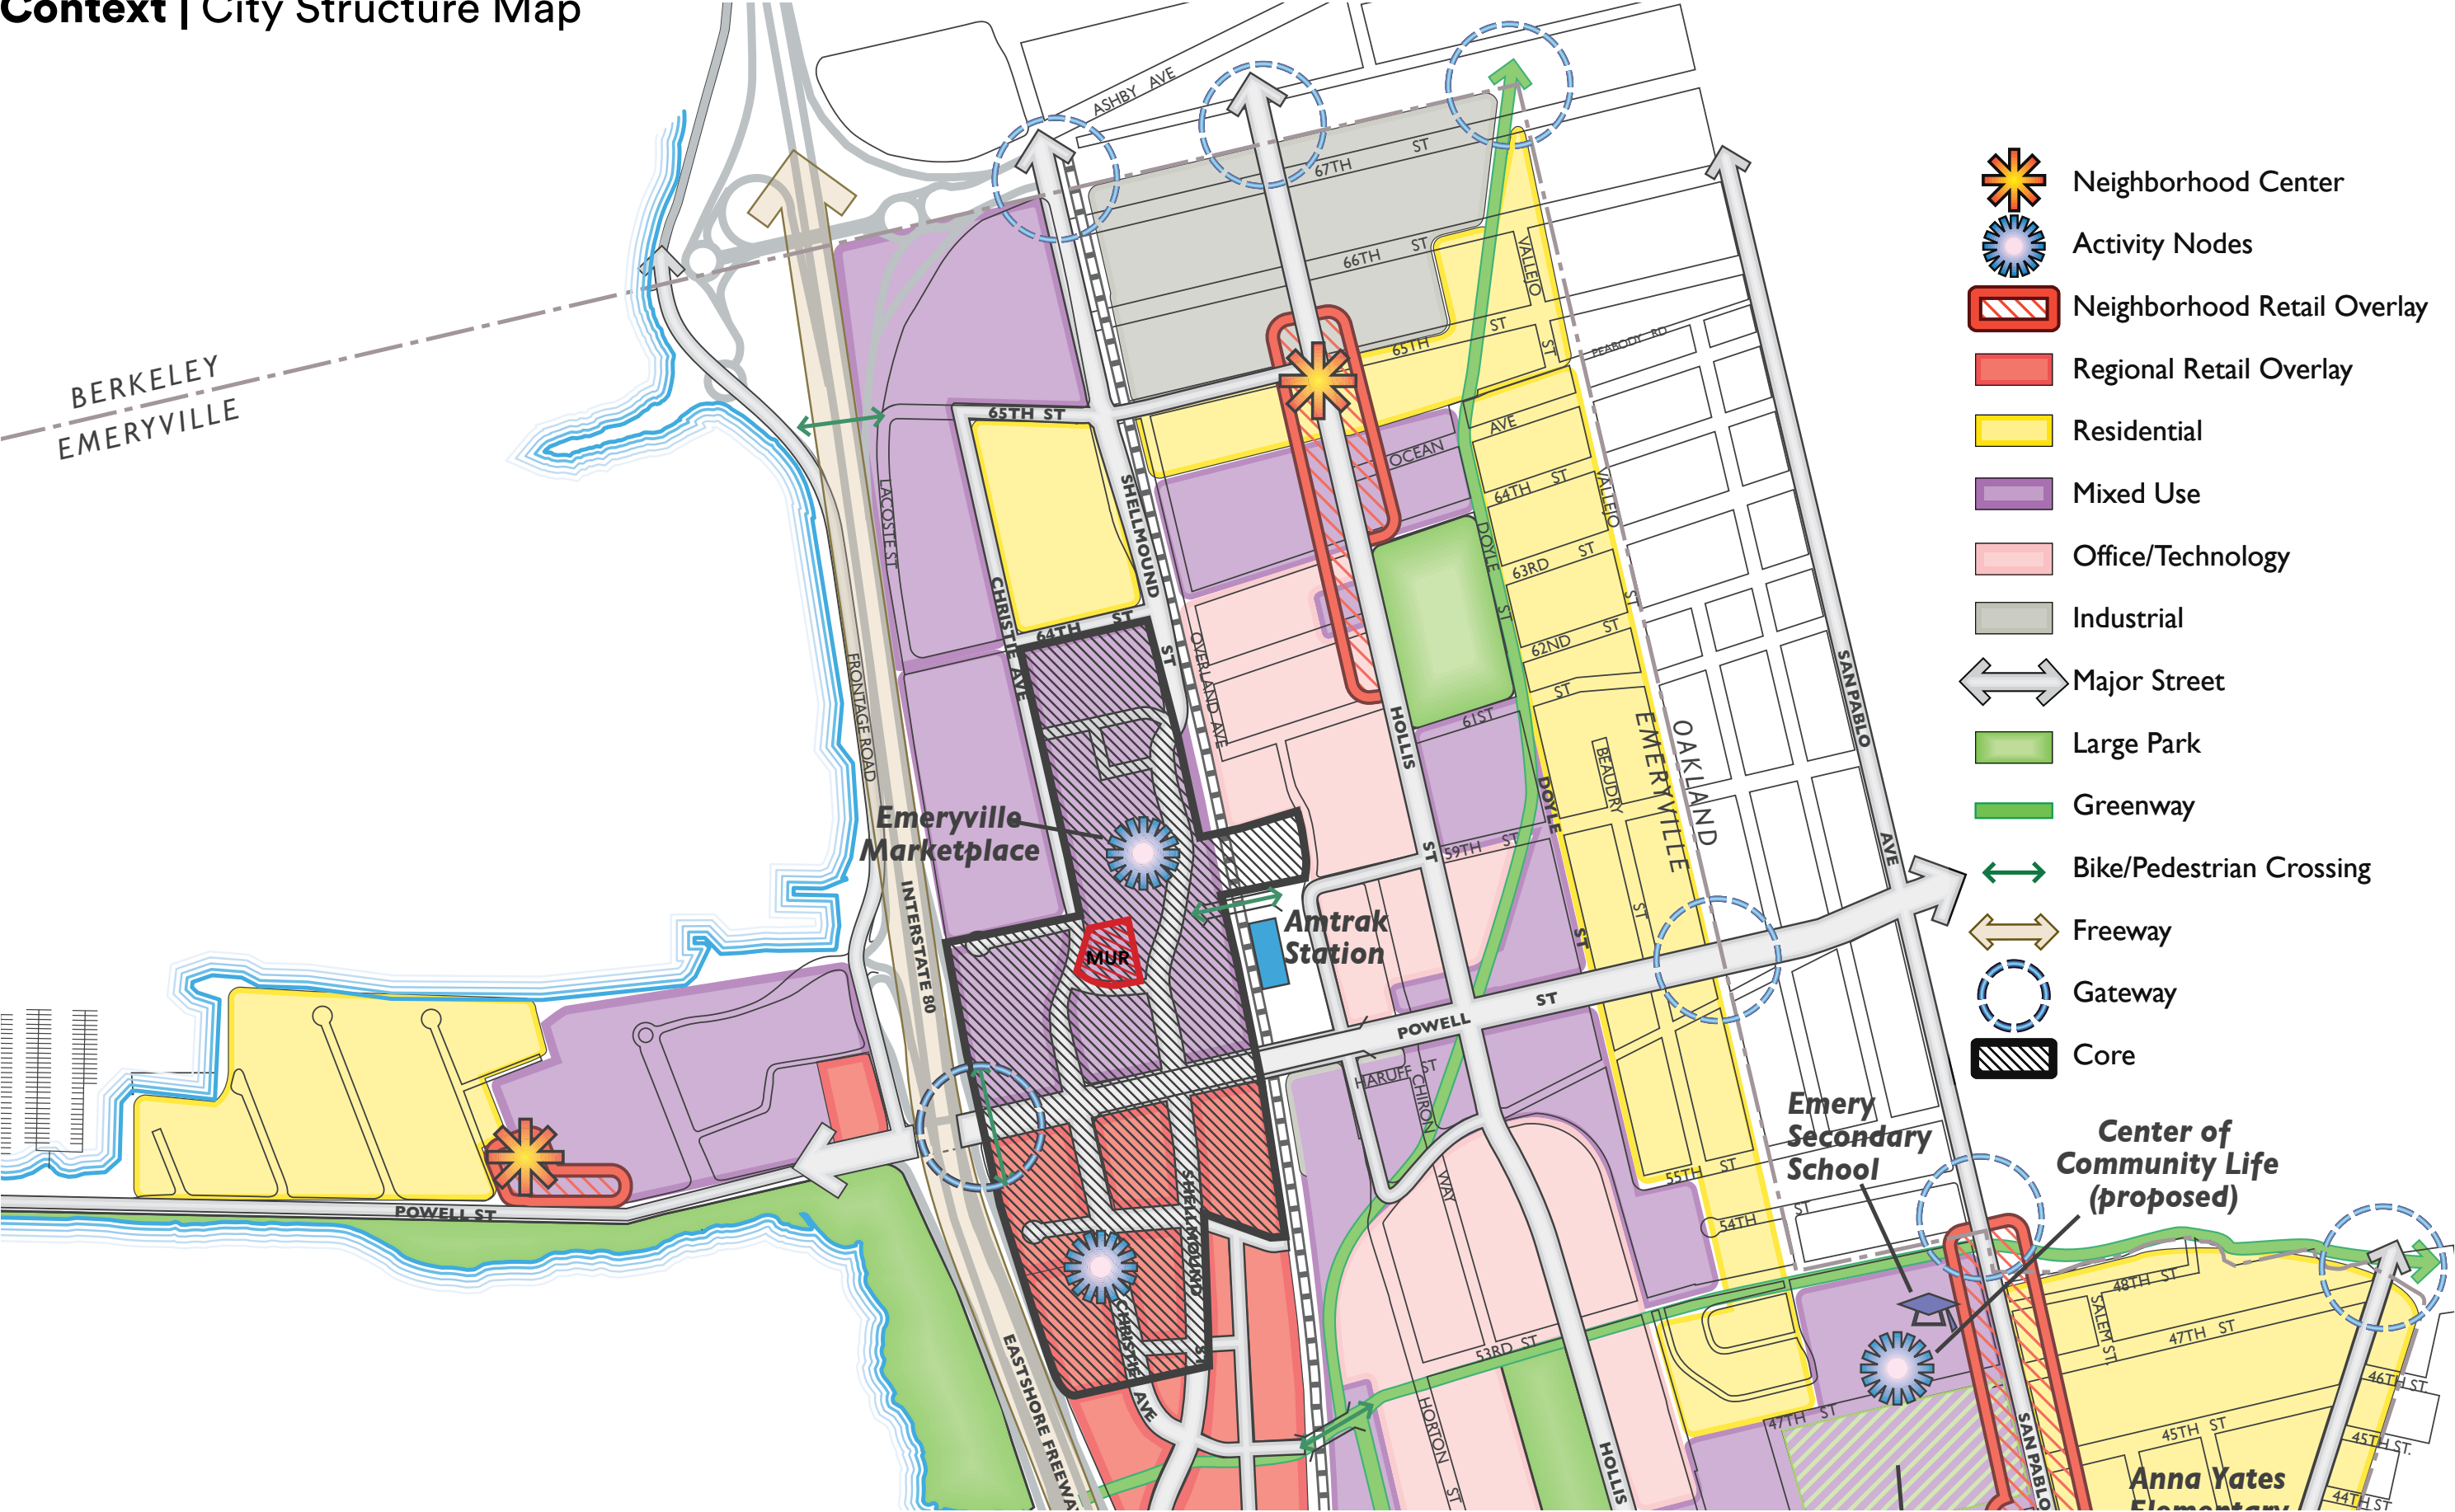 Context | City Structure Map
ASHBY AVE
67TH ST
66TH ST
65TH ST
VALLEJO ST
PEABODY RD
BERKELEY
EMERYVILLE
65TH ST
OCEAN AVE
64TH ST
VALLEJO ST
63RD ST
62ND ST
ST
61ST
59TH ST
LACOSTE ST
SHELLMOUND ST
CHRISTIE AVE
64TH ST
OVERLAND AVE
FRONTAGE ROAD
HOLLIS ST
DOYLE ST
DOYLE ST
BEAUDRY ST
EMERYVILLE
OAKLAND
SAN PABLO AVE
Emeryville
Marketplace
INTERSTATE 80
MUR
Amtrak
Station
POWELL ST
HARUFF ST
CHIRON WAY
55TH ST
54TH ST
POWELL ST
SHELLMOUND ST
CHRISTIE AVE
EASTSHORE FREEWAY
53RD ST
HORTON ST
HOLLIS
47TH ST
Emery
Secondary
School
Center of
Community Life
(proposed)
48TH ST
SALEM ST.
47TH ST
46TH ST.
45TH ST
45TH ST.
44TH ST.
SAN PABLO
Anna Yates
Elementary
Neighborhood Center
Activity Nodes
Neighborhood Retail Overlay
Regional Retail Overlay
Residential
Mixed Use
Office/Technology
Industrial
Major Street
Large Park
Greenway
Bike/Pedestrian Crossing
Freeway
Gateway
Core